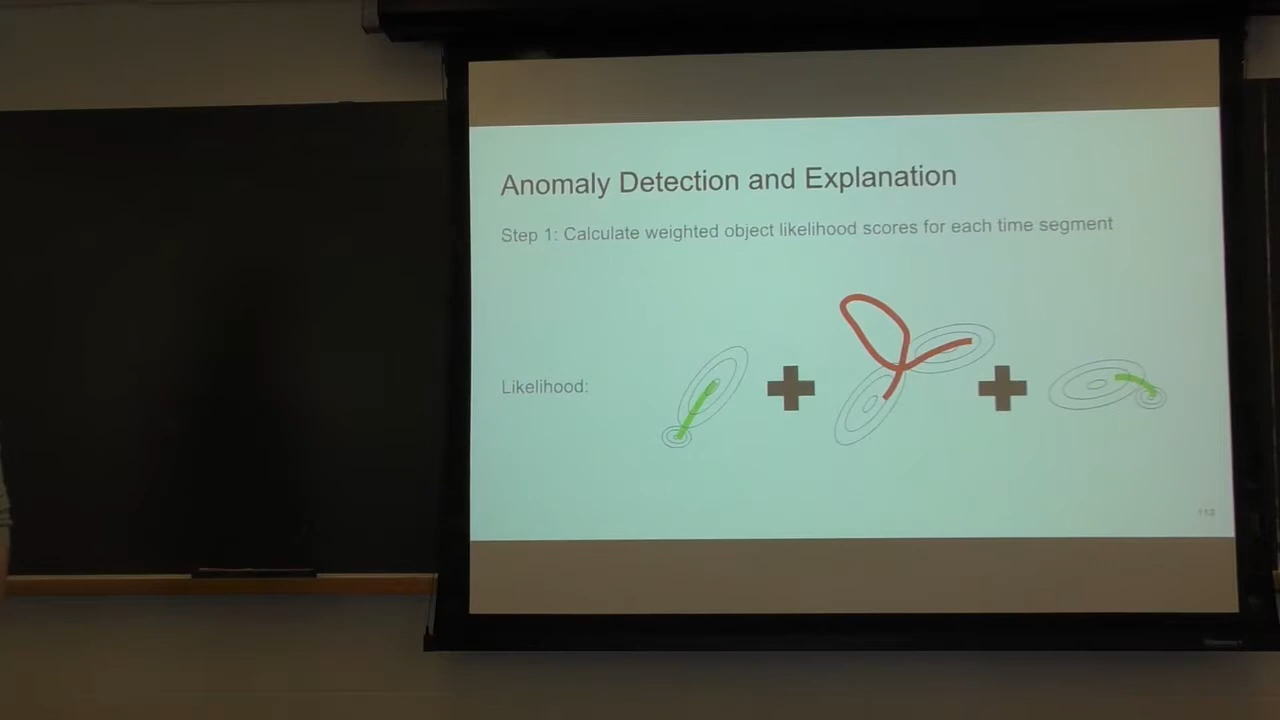 Anomaly Detection and Explanation
Step 1: Calculate weighted object likelihood scores for each time segment
Likelihood: